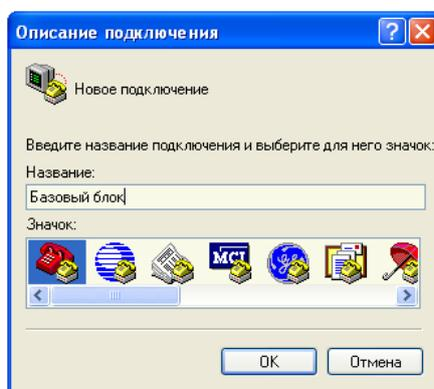 Описание подключения
Новое подключение
Введите название подключения и выберите для него значок:
Название:
Базовый блок
Значок:
MCI
OK
Отмена